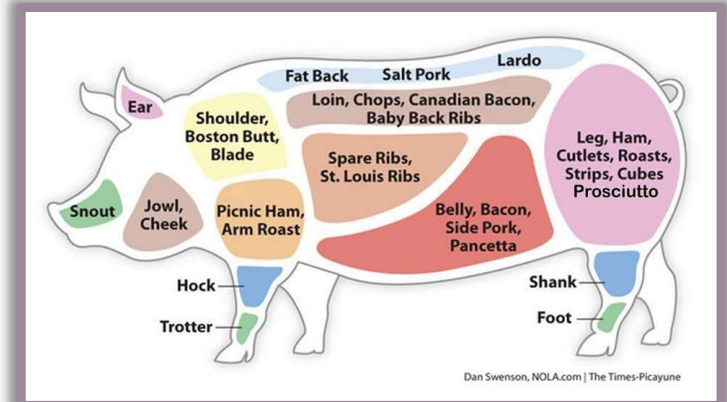 Fat Back
Salt Pork
Lardo
Ear
Loin, Chops, Canadian Bacon,
Baby Back Ribs
Shoulder,
Boston Butt,
Blade
Leg, Ham,
Cutlets, Roasts,
Strips, Cubes
Prosciutto
Spare Ribs,
St. Louis Ribs
Snout
Jowl,
Cheek
Picnic Ham,
Arm Roast
Belly, Bacon,
Side Pork,
Pancetta
Hock
Shank
Trotter
Foot
Dan Swenson, NOLA.com | The Times-Picayune